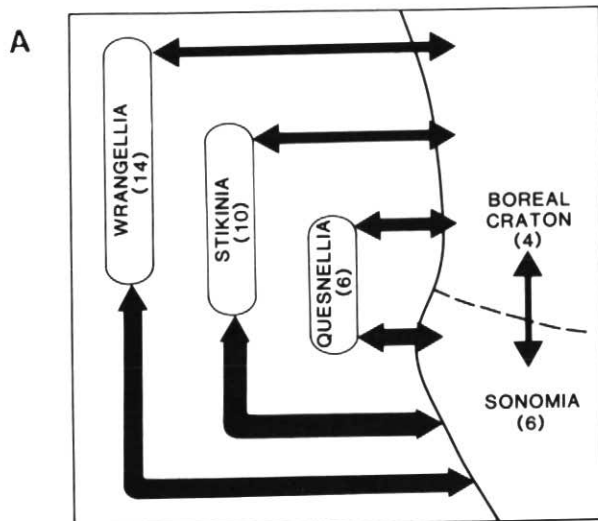 A
WRANGELLIA
(14)
STIKINIA
(10)
QUESNELLIA
(6)
BOREAL
CRATON
(4)
SONOMIA
(6)